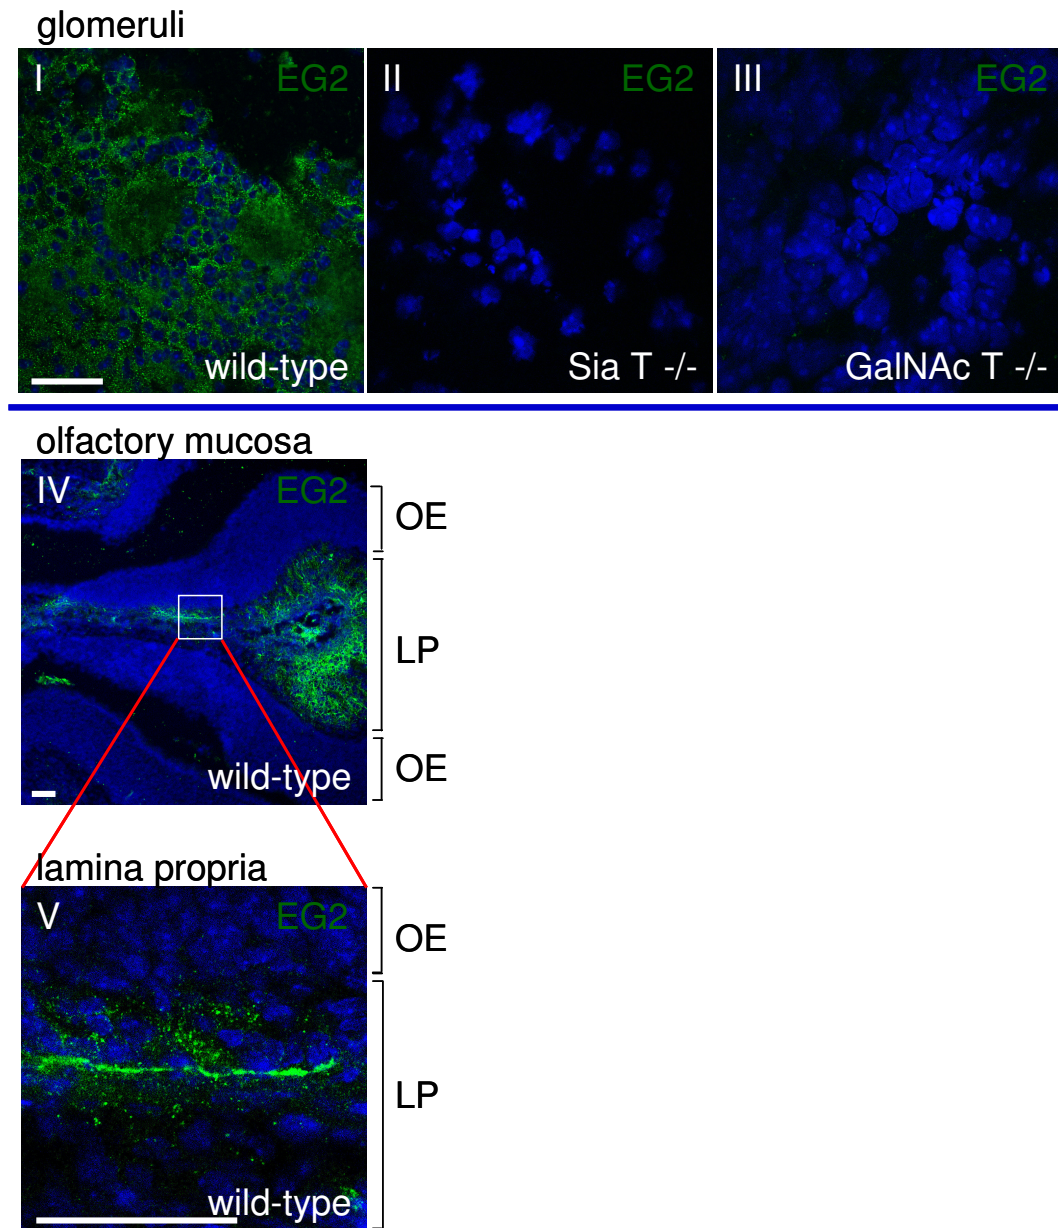 glomeruli
I EG2
wild-type
II EG2
Sia T -/-
III EG2
GalNAc T -/-
olfactory mucosa
IV EG2
wild-type
OE
LP
OE
lamina propria
V EG2
wild-type
OE
LP